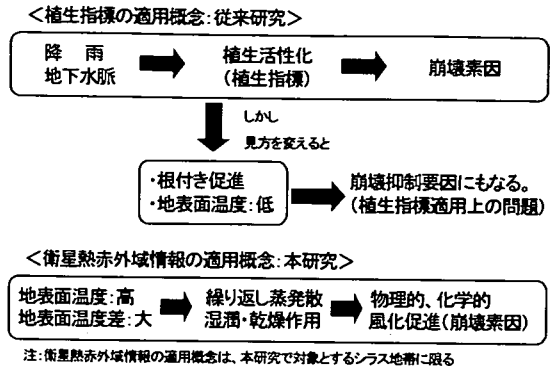 ＜植生指標の適用概念：従来研究＞
降　雨
地下水脈
植生活性化
(植生指標)
崩壊素因
しかし
見方を変えると
・根付き促進
・地表面温度：低
崩壊抑制要因にもなる。
(植生指標適用上の問題)
＜衛星熱赤外域情報の適用概念：本研究＞
地表面温度：高
地表面温度差：大
繰り返し蒸発散
湿潤・乾燥作用
物理的、化学的
風化促進(崩壊素因)
注：衛星熱赤外域情報の適用概念は、本研究で対象とするシラス地帯に限る